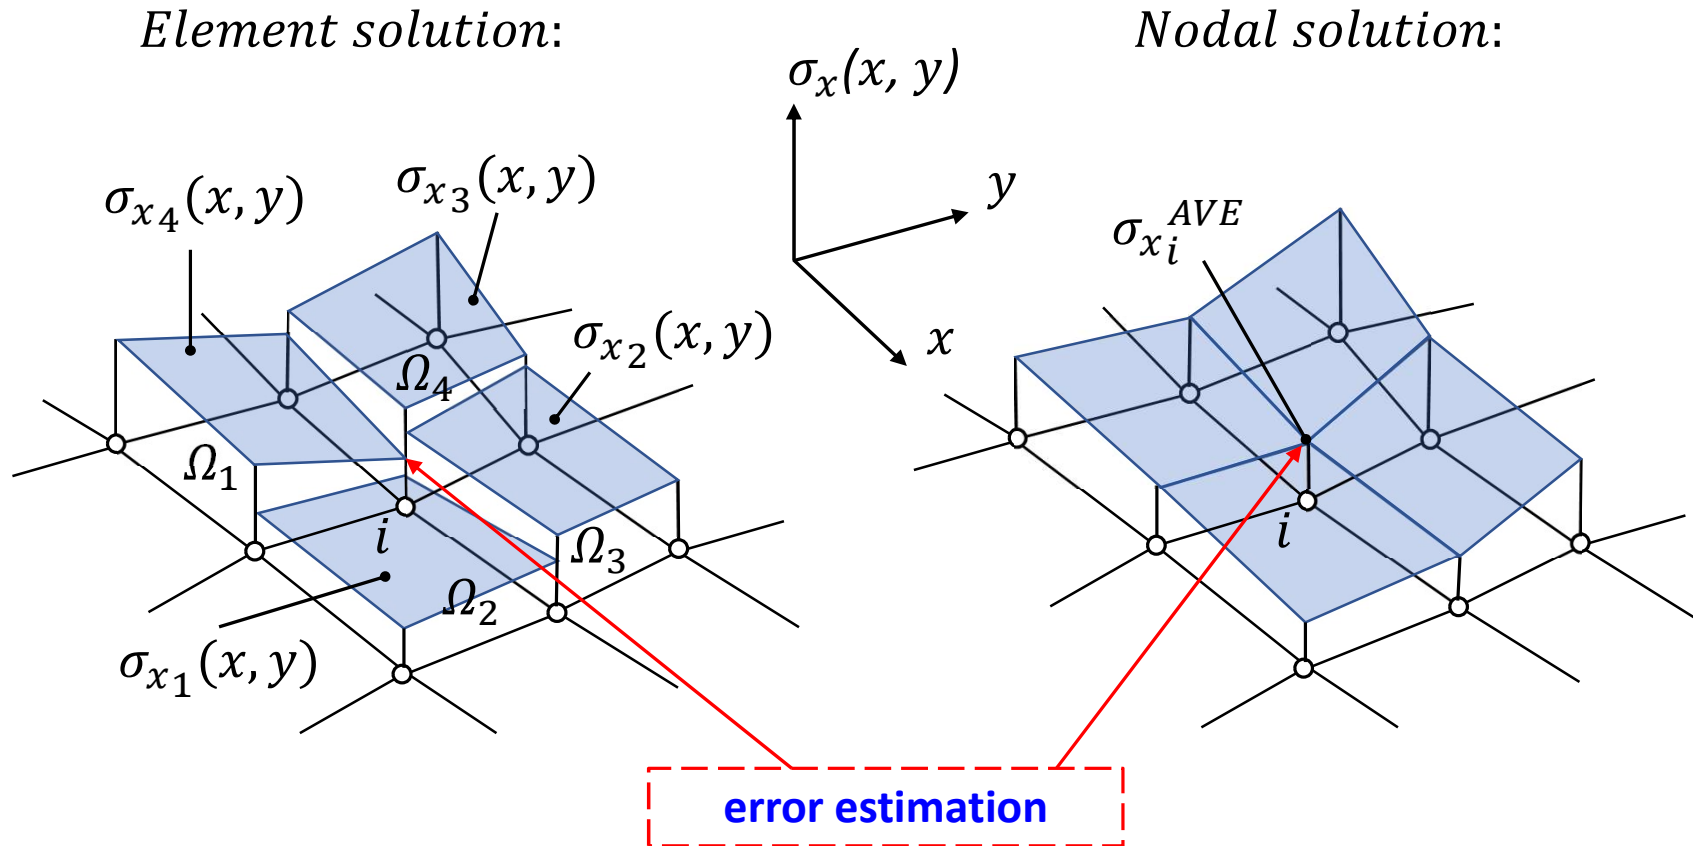 Element solution:
Nodal solution:
σₓ(x, y)
y
x
σₓ₄(x, y)
σₓ₃(x, y)
σₓ₂(x, y)
σₓ₁(x, y)
Ω₄
Ω₁
Ω₃
Ω₂
i
σₓᵢᴬⱽᴱ
i
error estimation